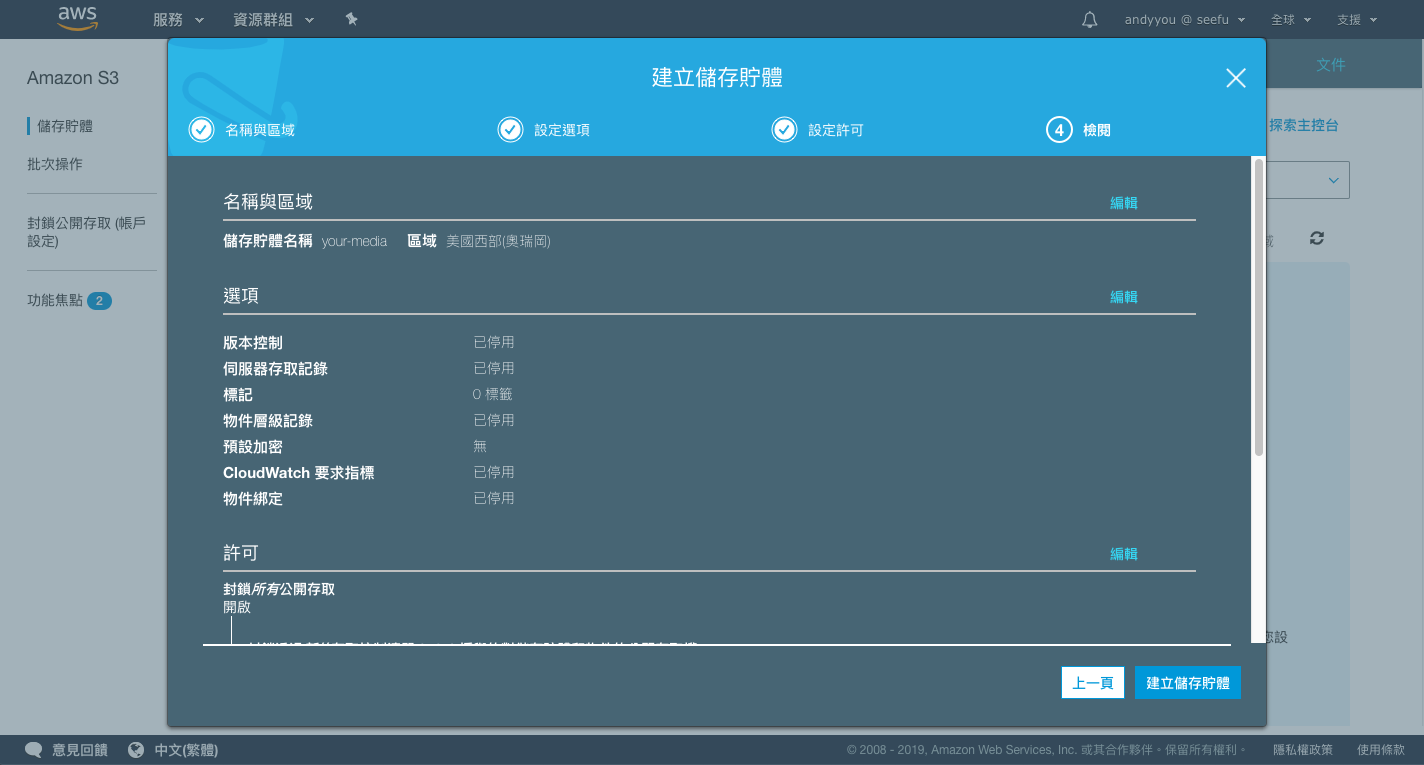 aws 服務 資源群組 andyyou @ seefu 全球 支援
Amazon S3
儲存貯體
批次操作
封鎖公開存取 (帳戶
設定)
功能焦點 2
文件
探索主控台
建立儲存貯體
名稱與區域 設定選項 設定許可 4 檢閱
名稱與區域 編輯
儲存貯體名稱 your-media 區域 美國西部(奧瑞岡)
選項 編輯
版本控制 已停用
伺服器存取記錄 已停用
標記 0 標籤
物件層級記錄 已停用
預設加密 無
CloudWatch 要求指標 已停用
物件綁定 已停用
許可 編輯
封鎖所有公開存取
開啟
您設
上一頁 建立儲存貯體
意見回饋 中文(繁體) © 2008 - 2019, Amazon Web Services, Inc. 或其合作夥伴。保留所有權利。 隱私權政策 使用條款